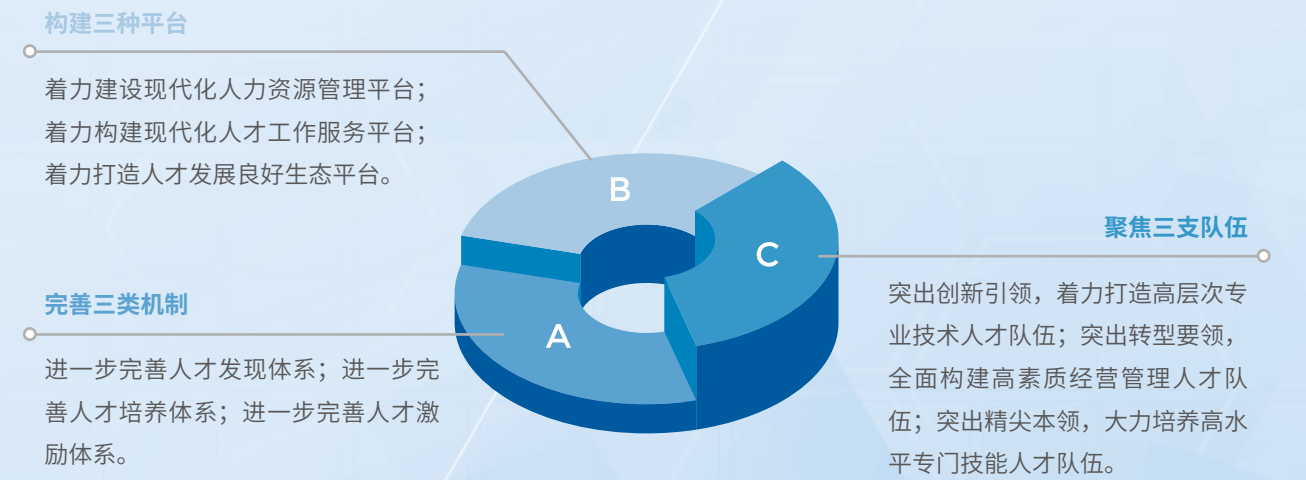 构建三种平台
着力建设现代化人力资源管理平台；
着力构建现代化人才工作服务平台；
着力打造人才发展良好生态平台。
B
C
A
聚焦三支队伍
突出创新引领，着力打造高层次专
业技术人才队伍；突出转型要领，
全面构建高素质经营管理人才队
伍；突出精尖本领，大力培养高水
平专门技能人才队伍。
完善三类机制
进一步完善人才发现体系；进一步完
善人才培养体系；进一步完善人才激
励体系。